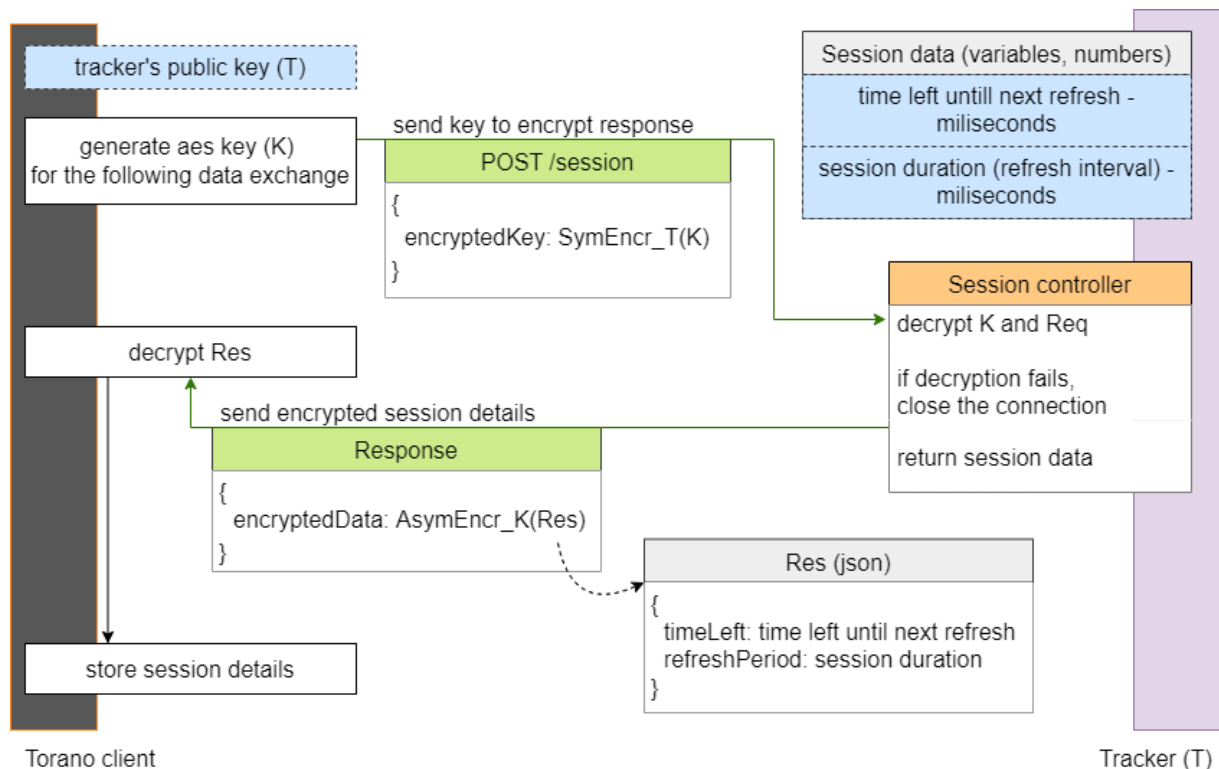 tracker's public key (T)
generate aes key (K)
for the following data exchange
send key to encrypt response
POST /session
{
encryptedKey: SymEncr_T(K)
}
Session data (variables, numbers)
time left untill next refresh -
miliseconds
session duration (refresh interval) -
miliseconds
Session controller
decrypt K and Req
if decryption fails,
close the connection
return session data
decrypt Res
send encrypted session details
Response
{
encryptedData: AsymEncr_K(Res)
}
Res (json)
{
timeLeft: time left until next refresh
refreshPeriod: session duration
}
store session details
Torano client
Tracker (T)